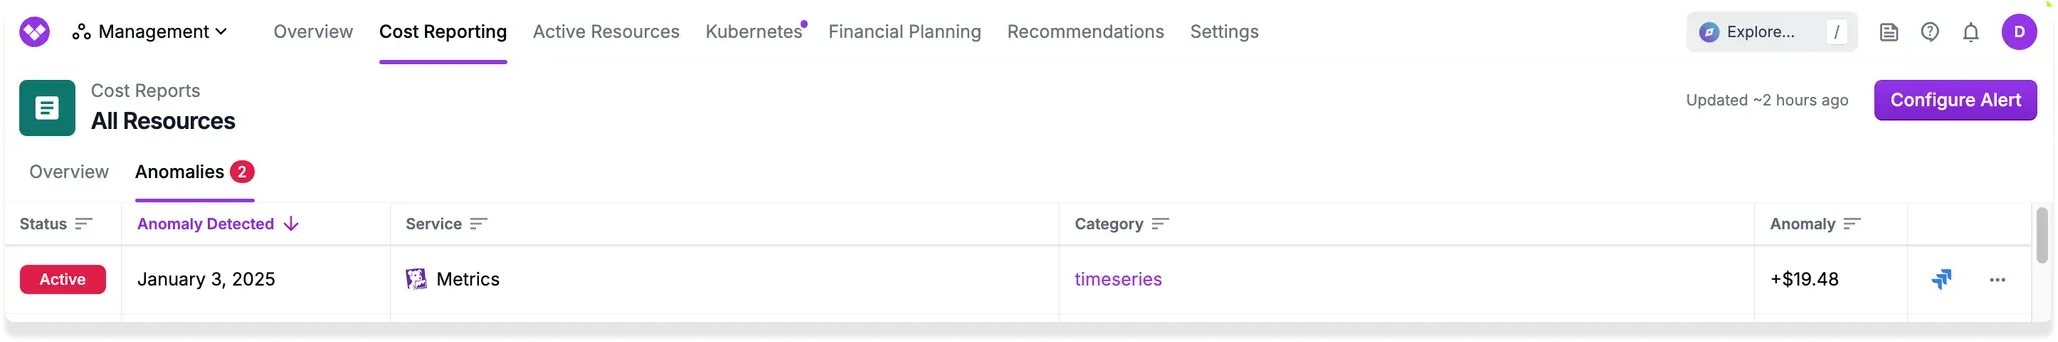 Management Overview Cost Reporting Active Resources Kubernetes Financial Planning Recommendations Settings Explore... / D
Cost Reports
All Resources
Updated ~2 hours ago Configure Alert
Overview Anomalies 2
Status Anomaly Detected Service Category Anomaly
Active January 3, 2025 Metrics timeseries +$19.48